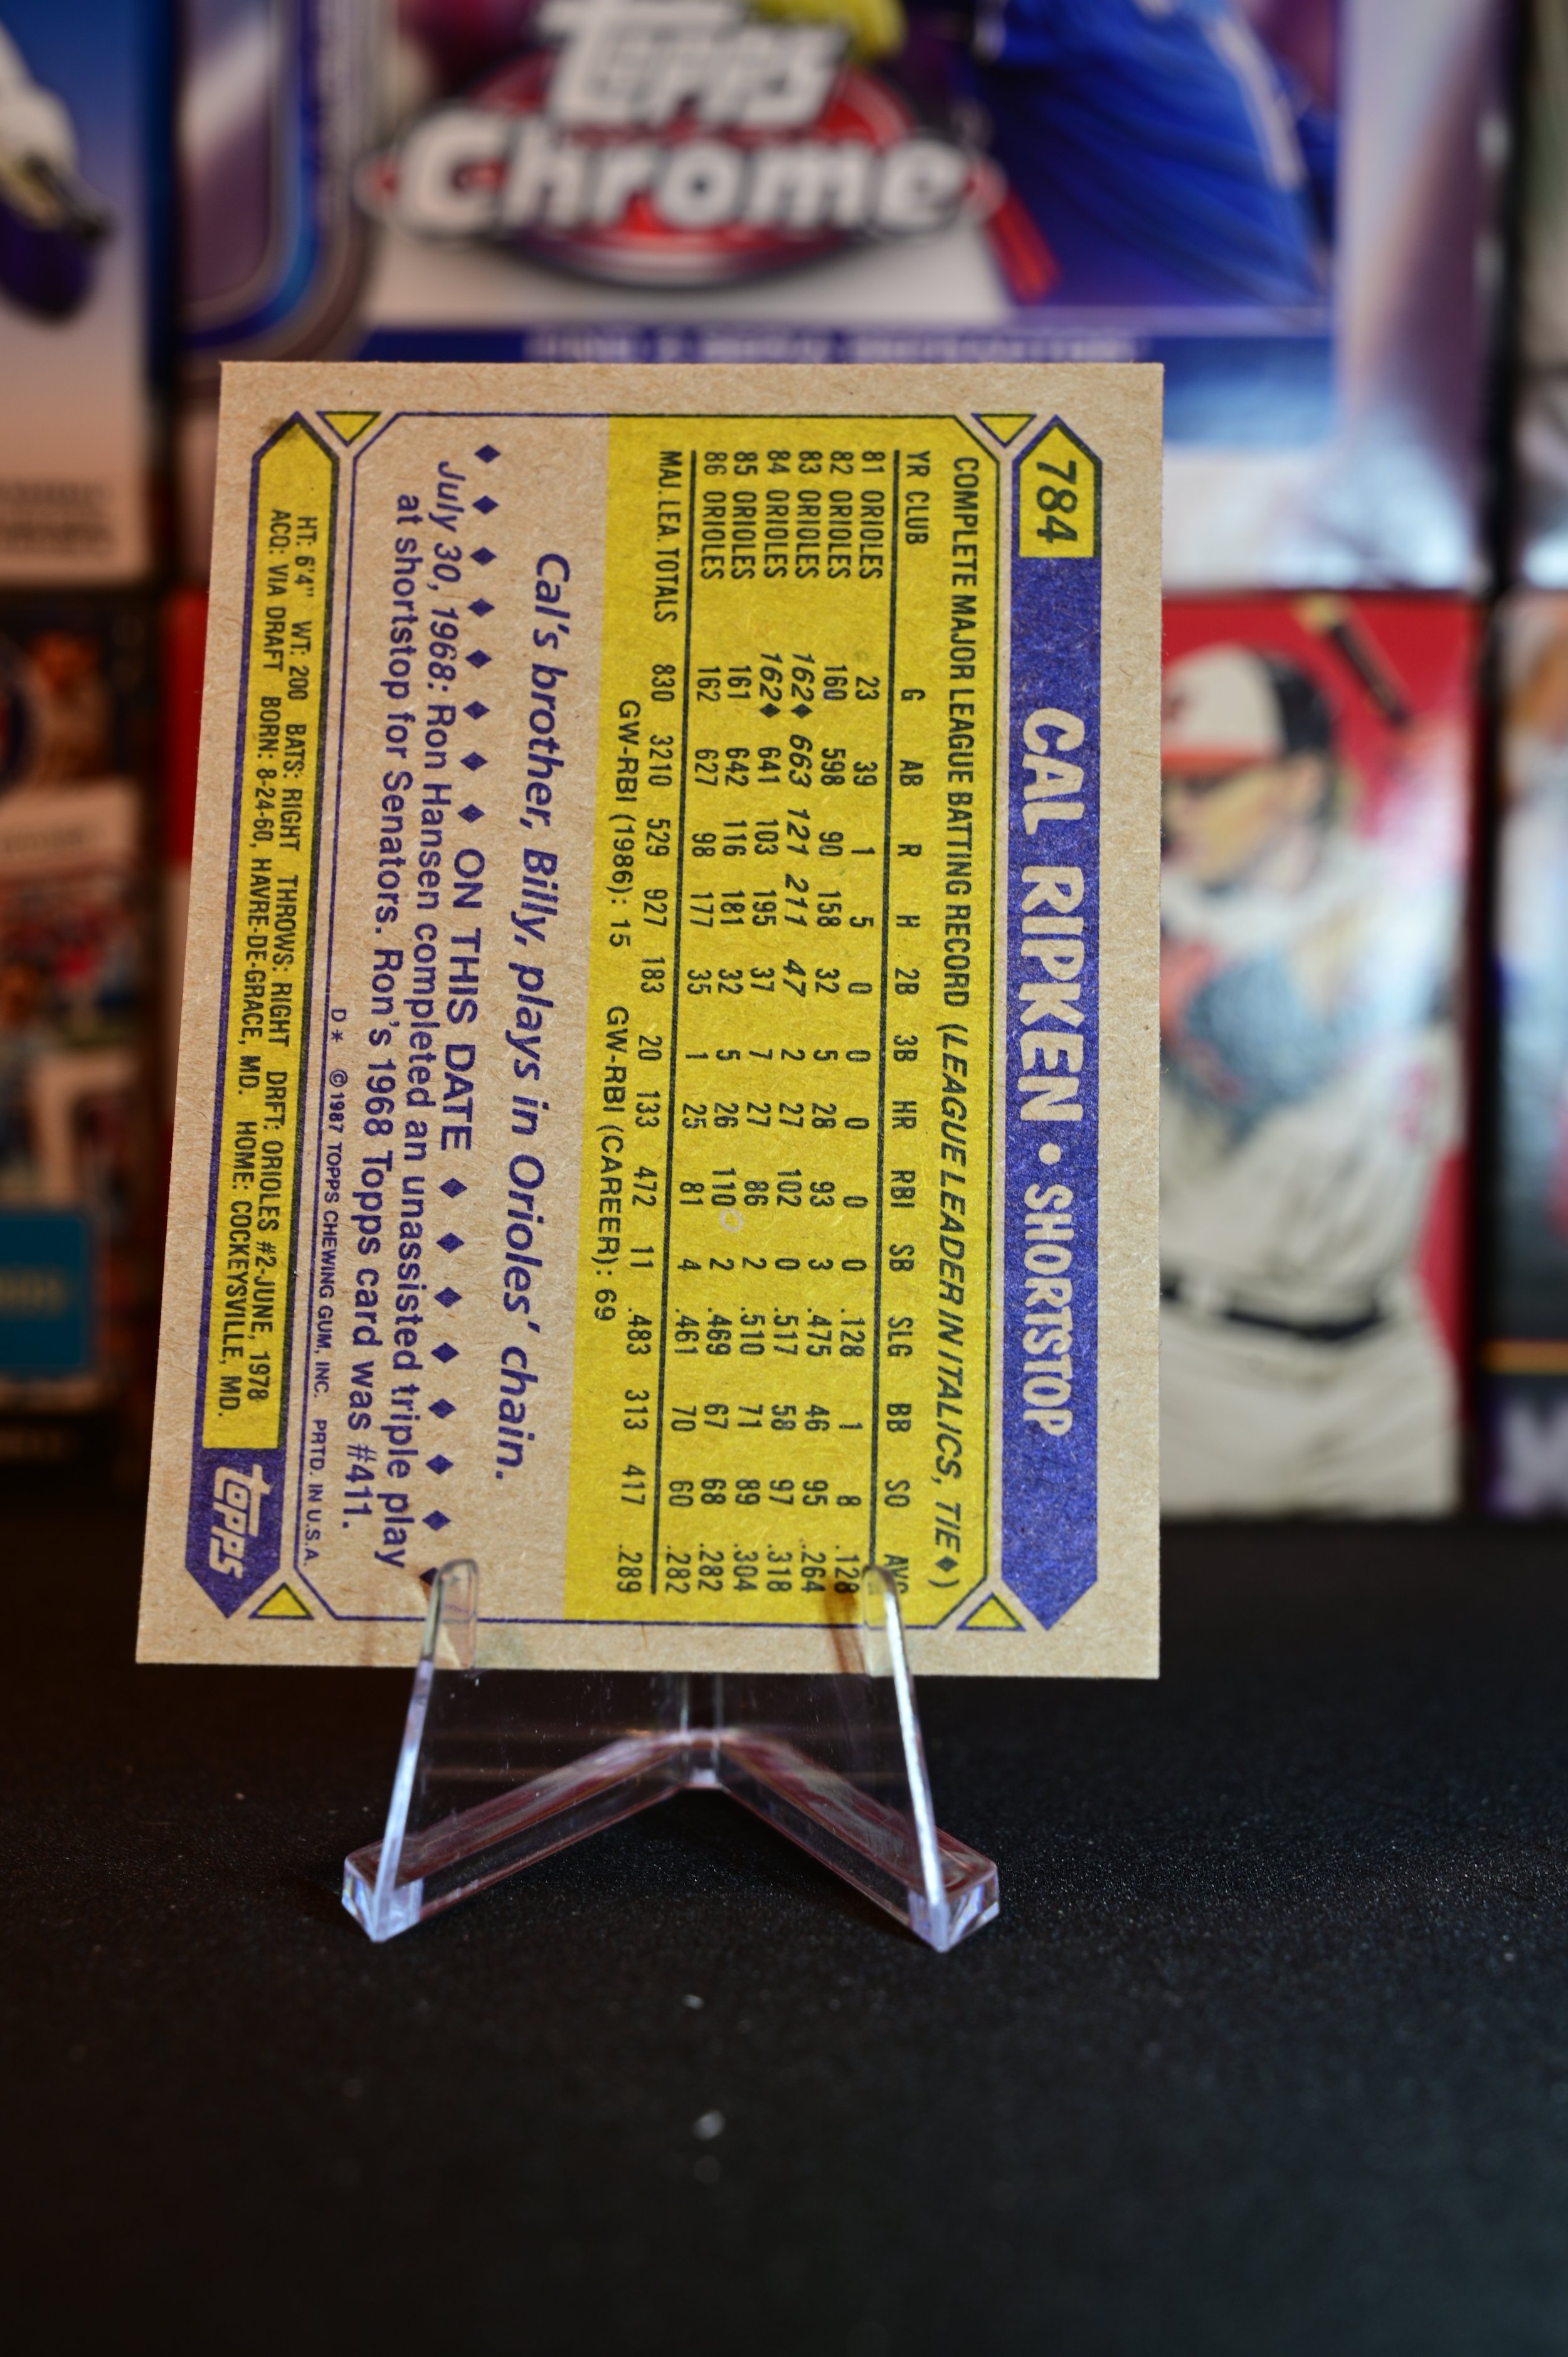 Topps
Chrome
784 CAL RIPKEN • SHORTSTOP
COMPLETE MAJOR LEAGUE BATTING RECORD (LEAGUE LEADER IN ITALICS, TIE ♦)
YR CLUB G AB R H 2B 3B HR RBI SB SLG BB SO AVG
81 ORIOLES 23 39 1 5 0 0 0 0 0 .128 1 8 .128
82 ORIOLES 160 598 90 158 32 5 28 93 3 .475 46 95 .264
83 ORIOLES 162♦ 663 121 211 47 2 27 102 0 .517 58 97 .318
84 ORIOLES 162♦ 641 103 195 37 7 27 86 2 .510 71 89 .304
85 ORIOLES 161 642 116 181 32 5 26 110 2 .469 67 68 .282
86 ORIOLES 162 627 98 177 35 1 25 81 4 .461 70 60 .282
MAJ. LEA. TOTALS 830 3210 529 927 183 20 133 472 11 .483 313 417 .289
GW-RBI (1986): 15 GW-RBI (CAREER): 69
Cal's brother, Billy, plays in Orioles' chain.
♦ ♦ ♦ ♦ ♦ ♦ ♦ ♦ ON THIS DATE ♦ ♦ ♦ ♦ ♦ ♦ ♦ ♦
July 30, 1968: Ron Hansen completed an unassisted triple play
at shortstop for Senators. Ron's 1968 Topps card was #411.
D* © 1987 TOPPS CHEWING GUM, INC. PRTD. IN U.S.A.
HT: 6'4" WT: 200 BATS: RIGHT THROWS: RIGHT DRFT: ORIOLES #2-JUNE, 1978
ACQ: VIA DRAFT BORN: 8-24-60, HAVRE-DE-GRACE, MD. HOME: COCKEYSVILLE, MD.
topps